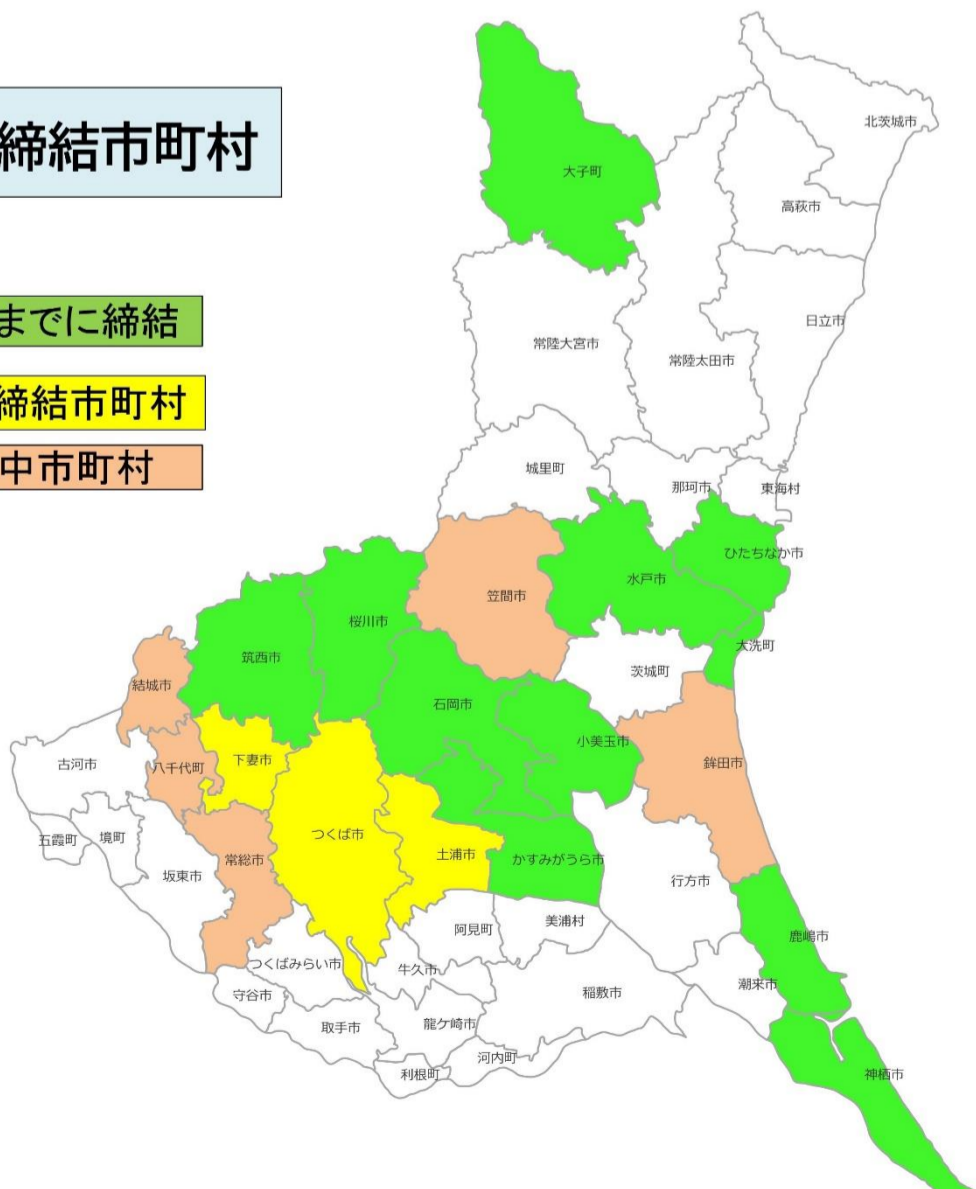 締結市町村
までに締結
締結市町村
中市町村
北茨城市
大子町
高萩市
日立市
常陸大宮市
常陸太田市
城里町
那珂市
東海村
ひたちなか市
水戸市
笠間市
桜川市
大洗町
筑西市
茨城町
結城市
石岡市
小美玉市
下妻市
古河市
八千代町
鉾田市
つくば市
五霞町
境町
土浦市
常総市
かすみがうら市
坂東市
行方市
美浦村
阿見町
鹿嶋市
つくばみらい市
牛久市
潮来市
守谷市
稲敷市
取手市
龍ケ崎市
河内町
利根町
神栖市